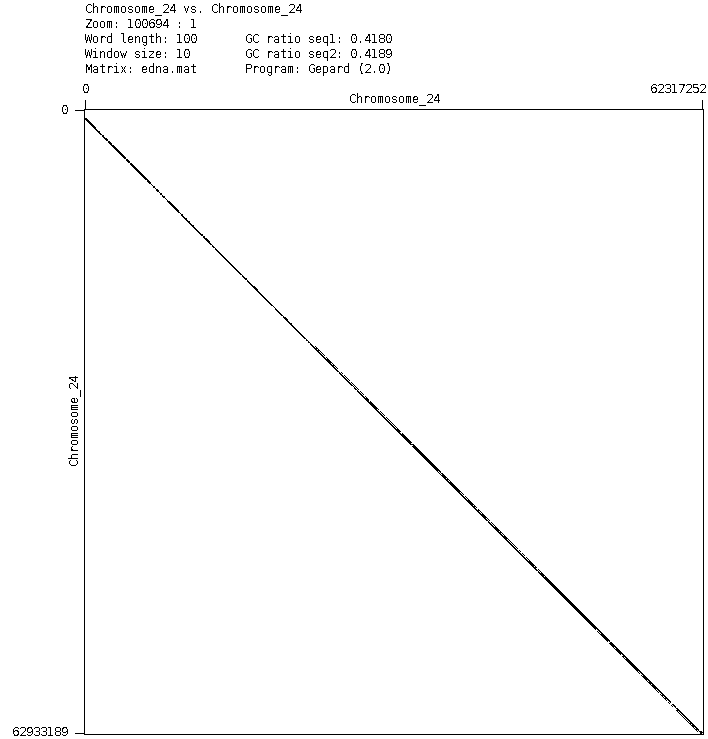 Chromosome_24 vs. Chromosome_24
Zoom: 100694 : 1
Word length: 100 GC ratio seq1: 0.4180
Window size: 10 GC ratio seq2: 0.4189
Matrix: edna.mat Program: Gepard (2.0)
0 62317252
Chromosome_24
0
Chromosome_24
62933189